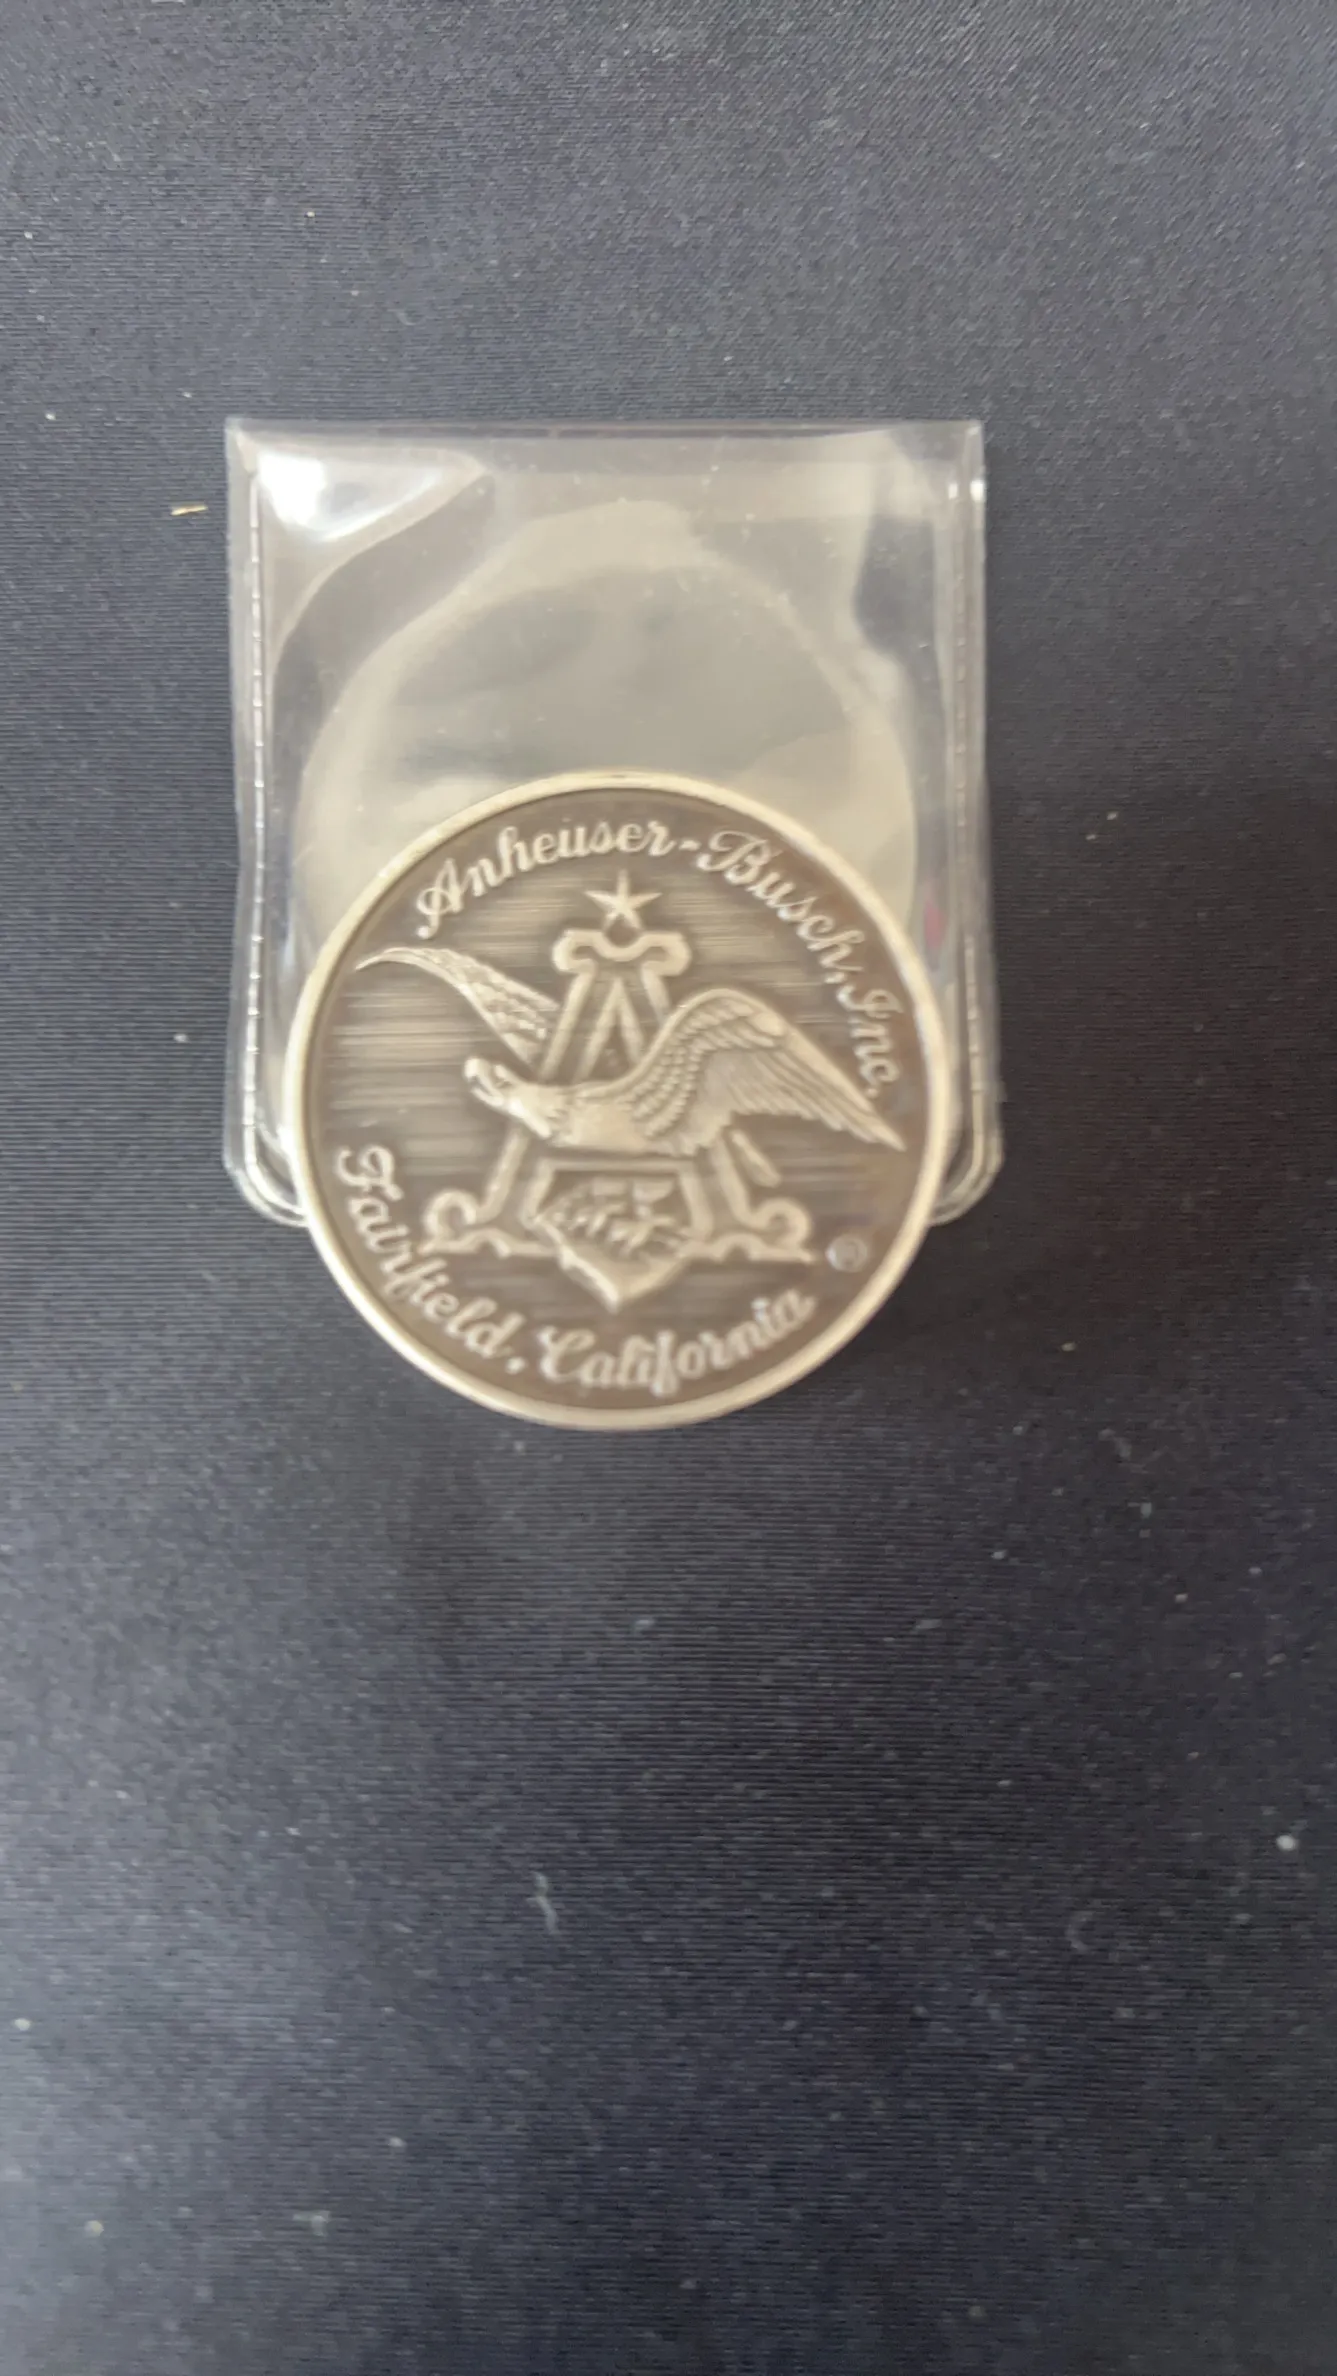 Anheuser-Busch, Inc.
A
®
Fairfield, California